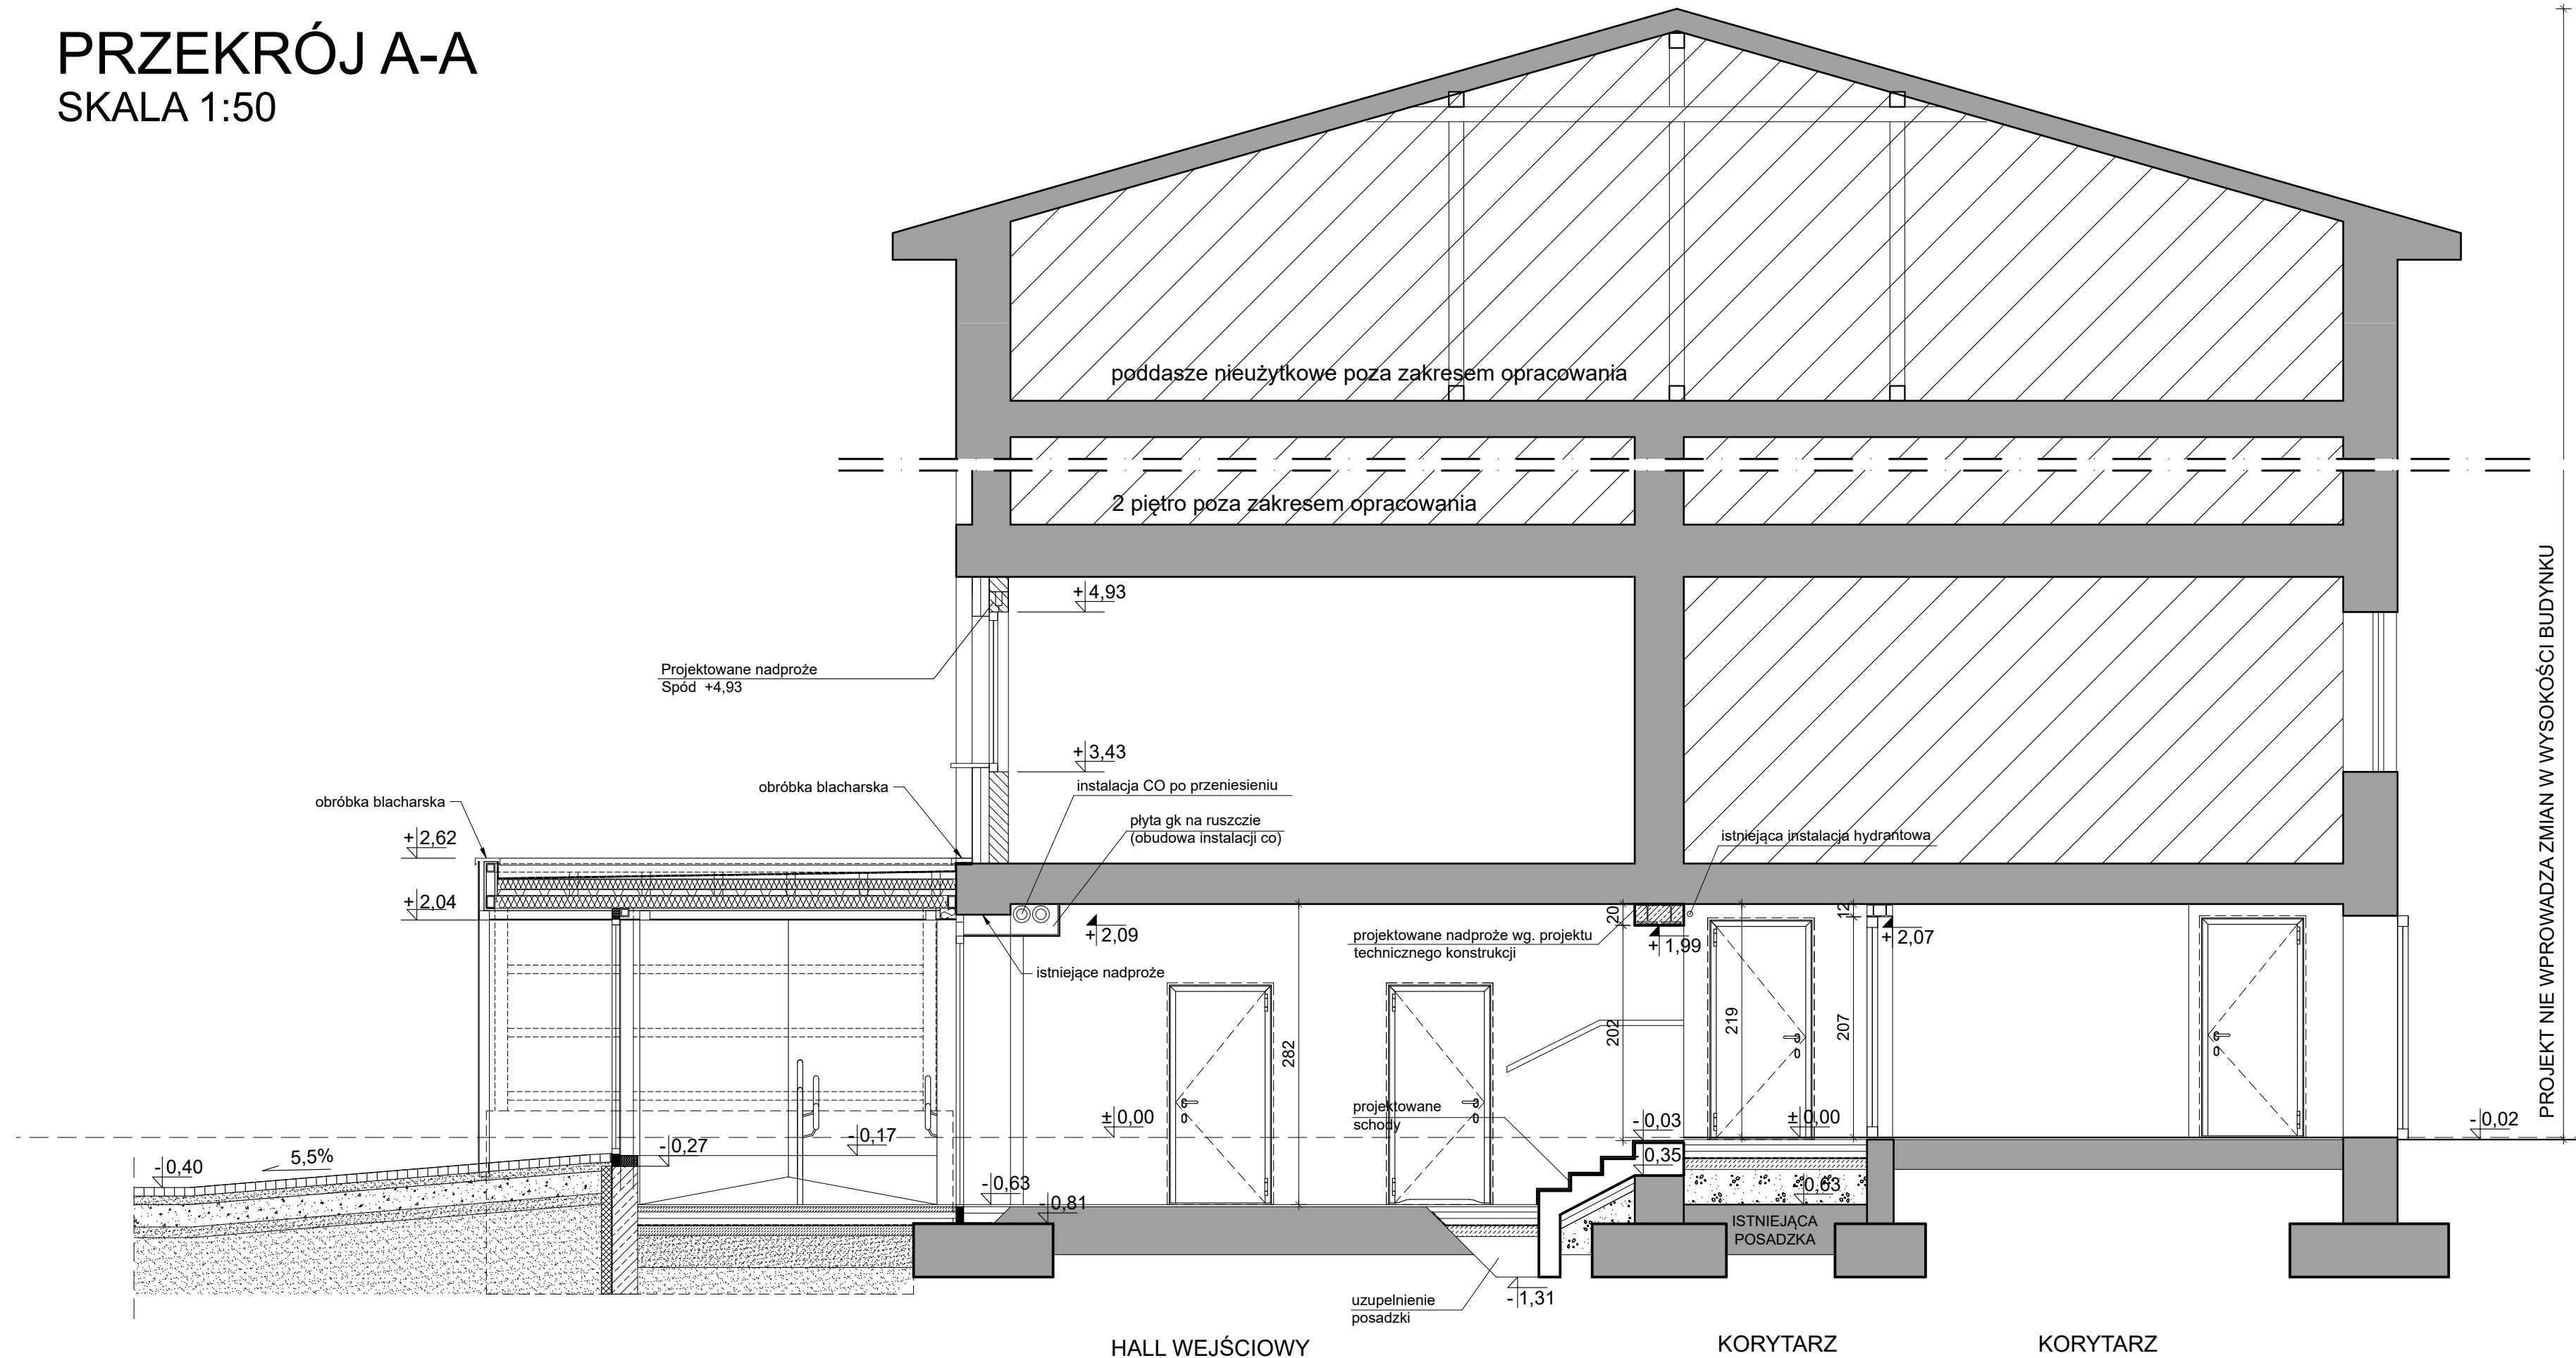 PRZEKRÓJ A-A
SKALA 1:50
poddasze nieużytkowe poza zakresem opracowania
2 piętro poza zakresem opracowania
+4,93
Projektowane nadproże
Spód +4,93
+3,43
instalacja CO po przeniesieniu
obróbka blacharska
obróbka blacharska
płyta gk na ruszczie
(obudowa instalacji co)
+2,62
istniejąca instalacja hydrantowa
+2,04
+2,09
20
12
projektowane nadproże wg. projektu
technicznego konstrukcji
+1,99
+2,07
istniejące nadproże
282
202
219
207
projektowane
schody
±0,00
-0,03
±0,00
-0,02
-0,17
-0,27
5,5%
-0,40
-0,35
-0,63
-0,63
-0,81
ISTNIEJĄCA
POSADZKA
-1,31
uzupelnienie
posadzki
HALL WEJŚCIOWY
KORYTARZ
KORYTARZ
PROJEKT NIE WPROWADZA ZMIAN W WYSOKOŚCI BUDYNKU